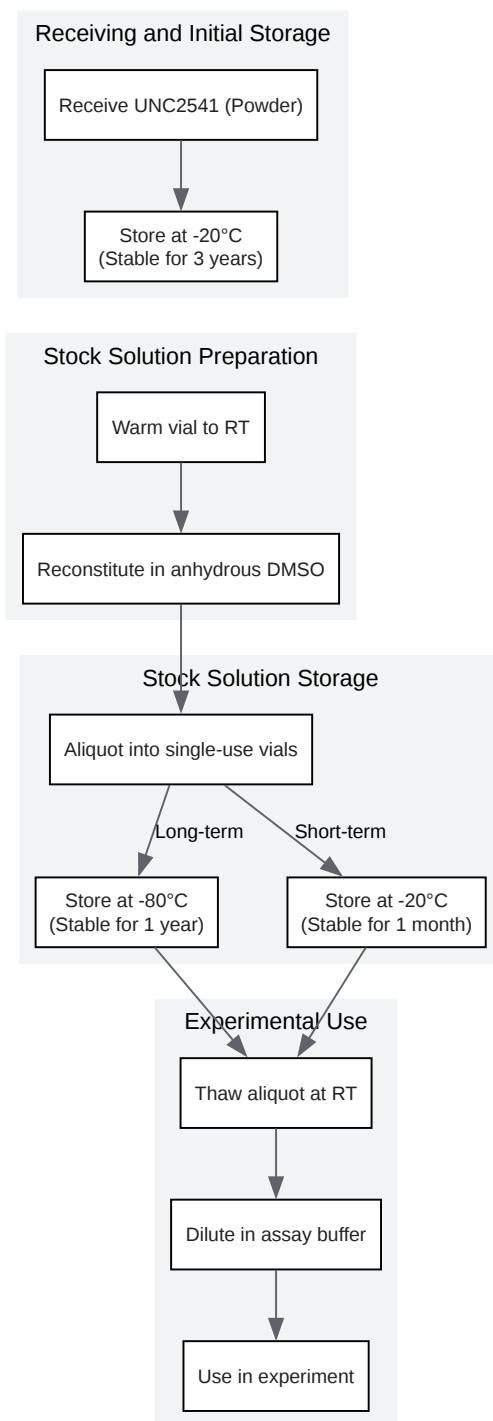 Receiving and Initial Storage
Receive UNC2541 (Powder)
Store at -20°C
(Stable for 3 years)
Stock Solution Preparation
Warm vial to RT
Reconstitute in anhydrous DMSO
Stock Solution Storage
Aliquot into single-use vials
Long-term
Short-term
Store at -80°C
(Stable for 1 year)
Store at -20°C
(Stable for 1 month)
Experimental Use
Thaw aliquot at RT
Dilute in assay buffer
Use in experiment